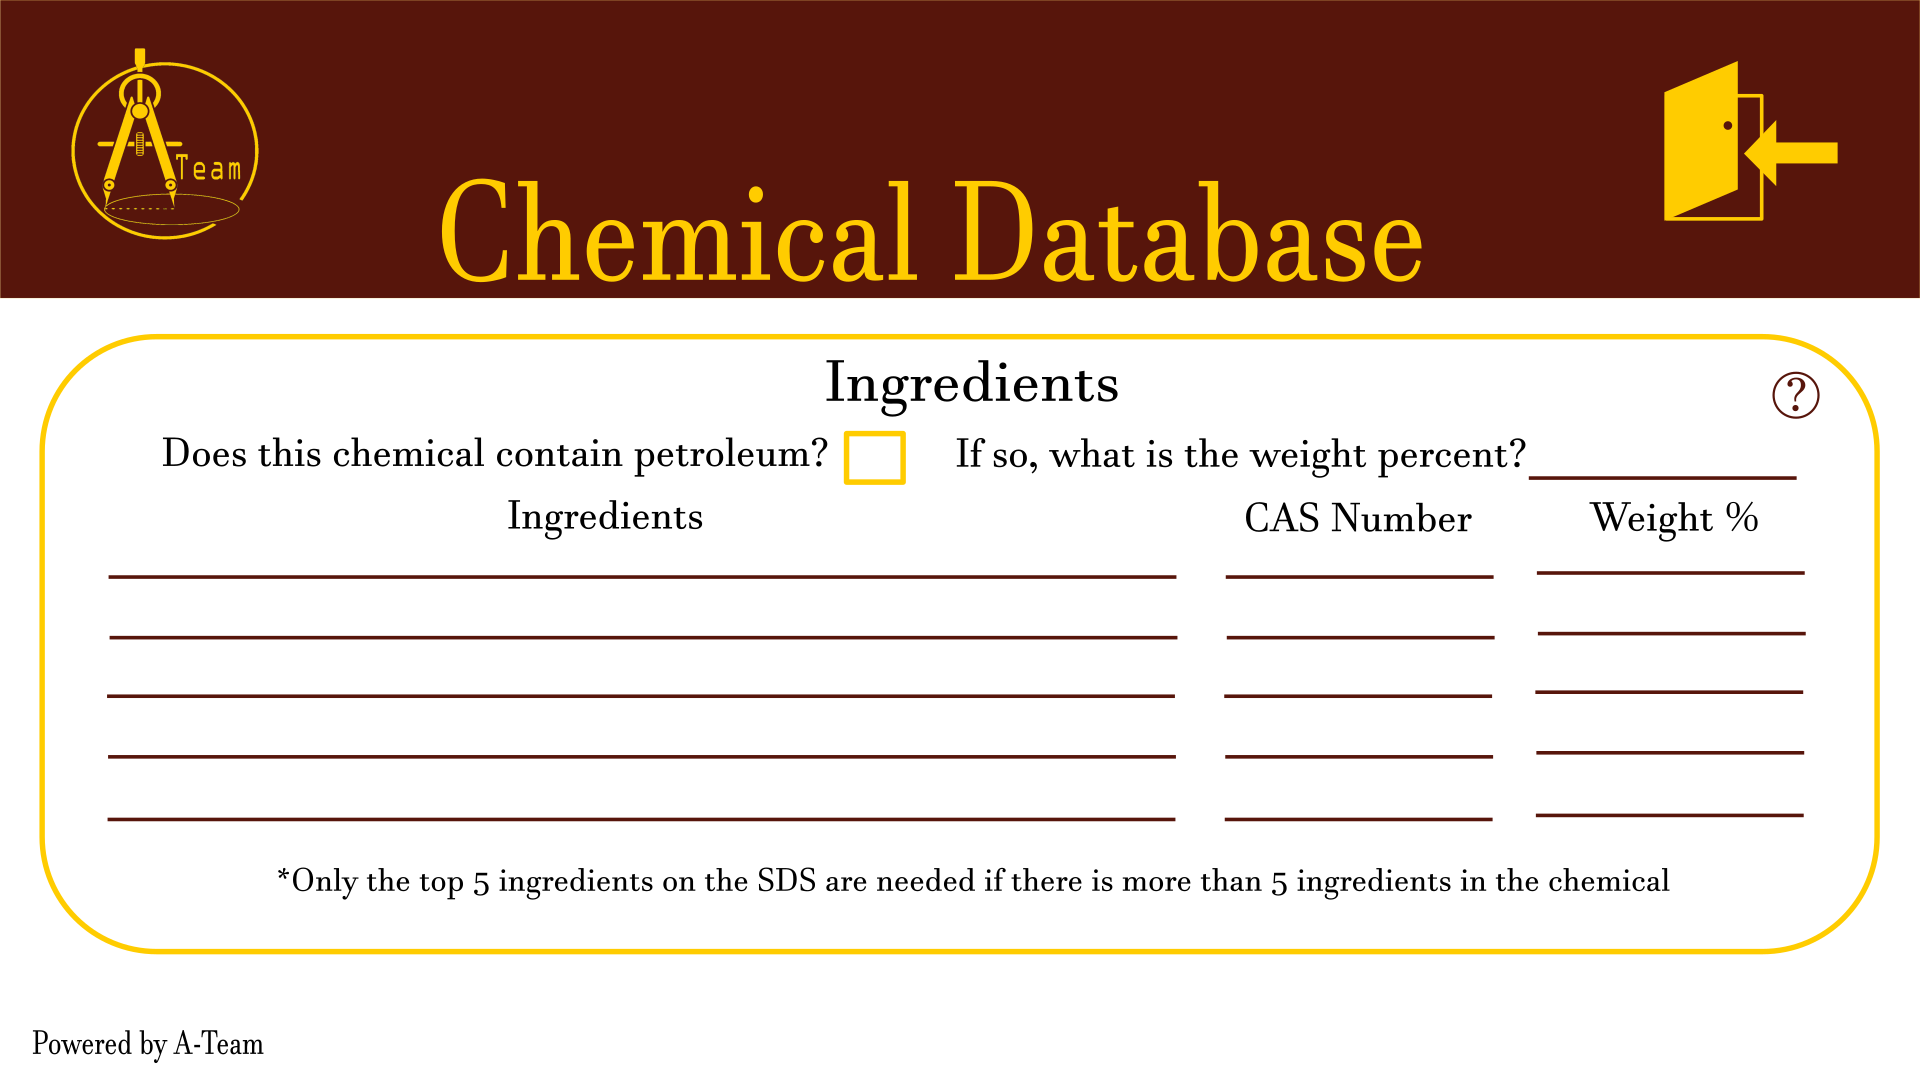 A Team
Chemical Database
Ingredients
?
Does this chemical contain petroleum? If so, what is the weight percent?
Ingredients CAS Number Weight %
*Only the top 5 ingredients on the SDS are needed if there is more than 5 ingredients in the chemical
Powered by A-Team